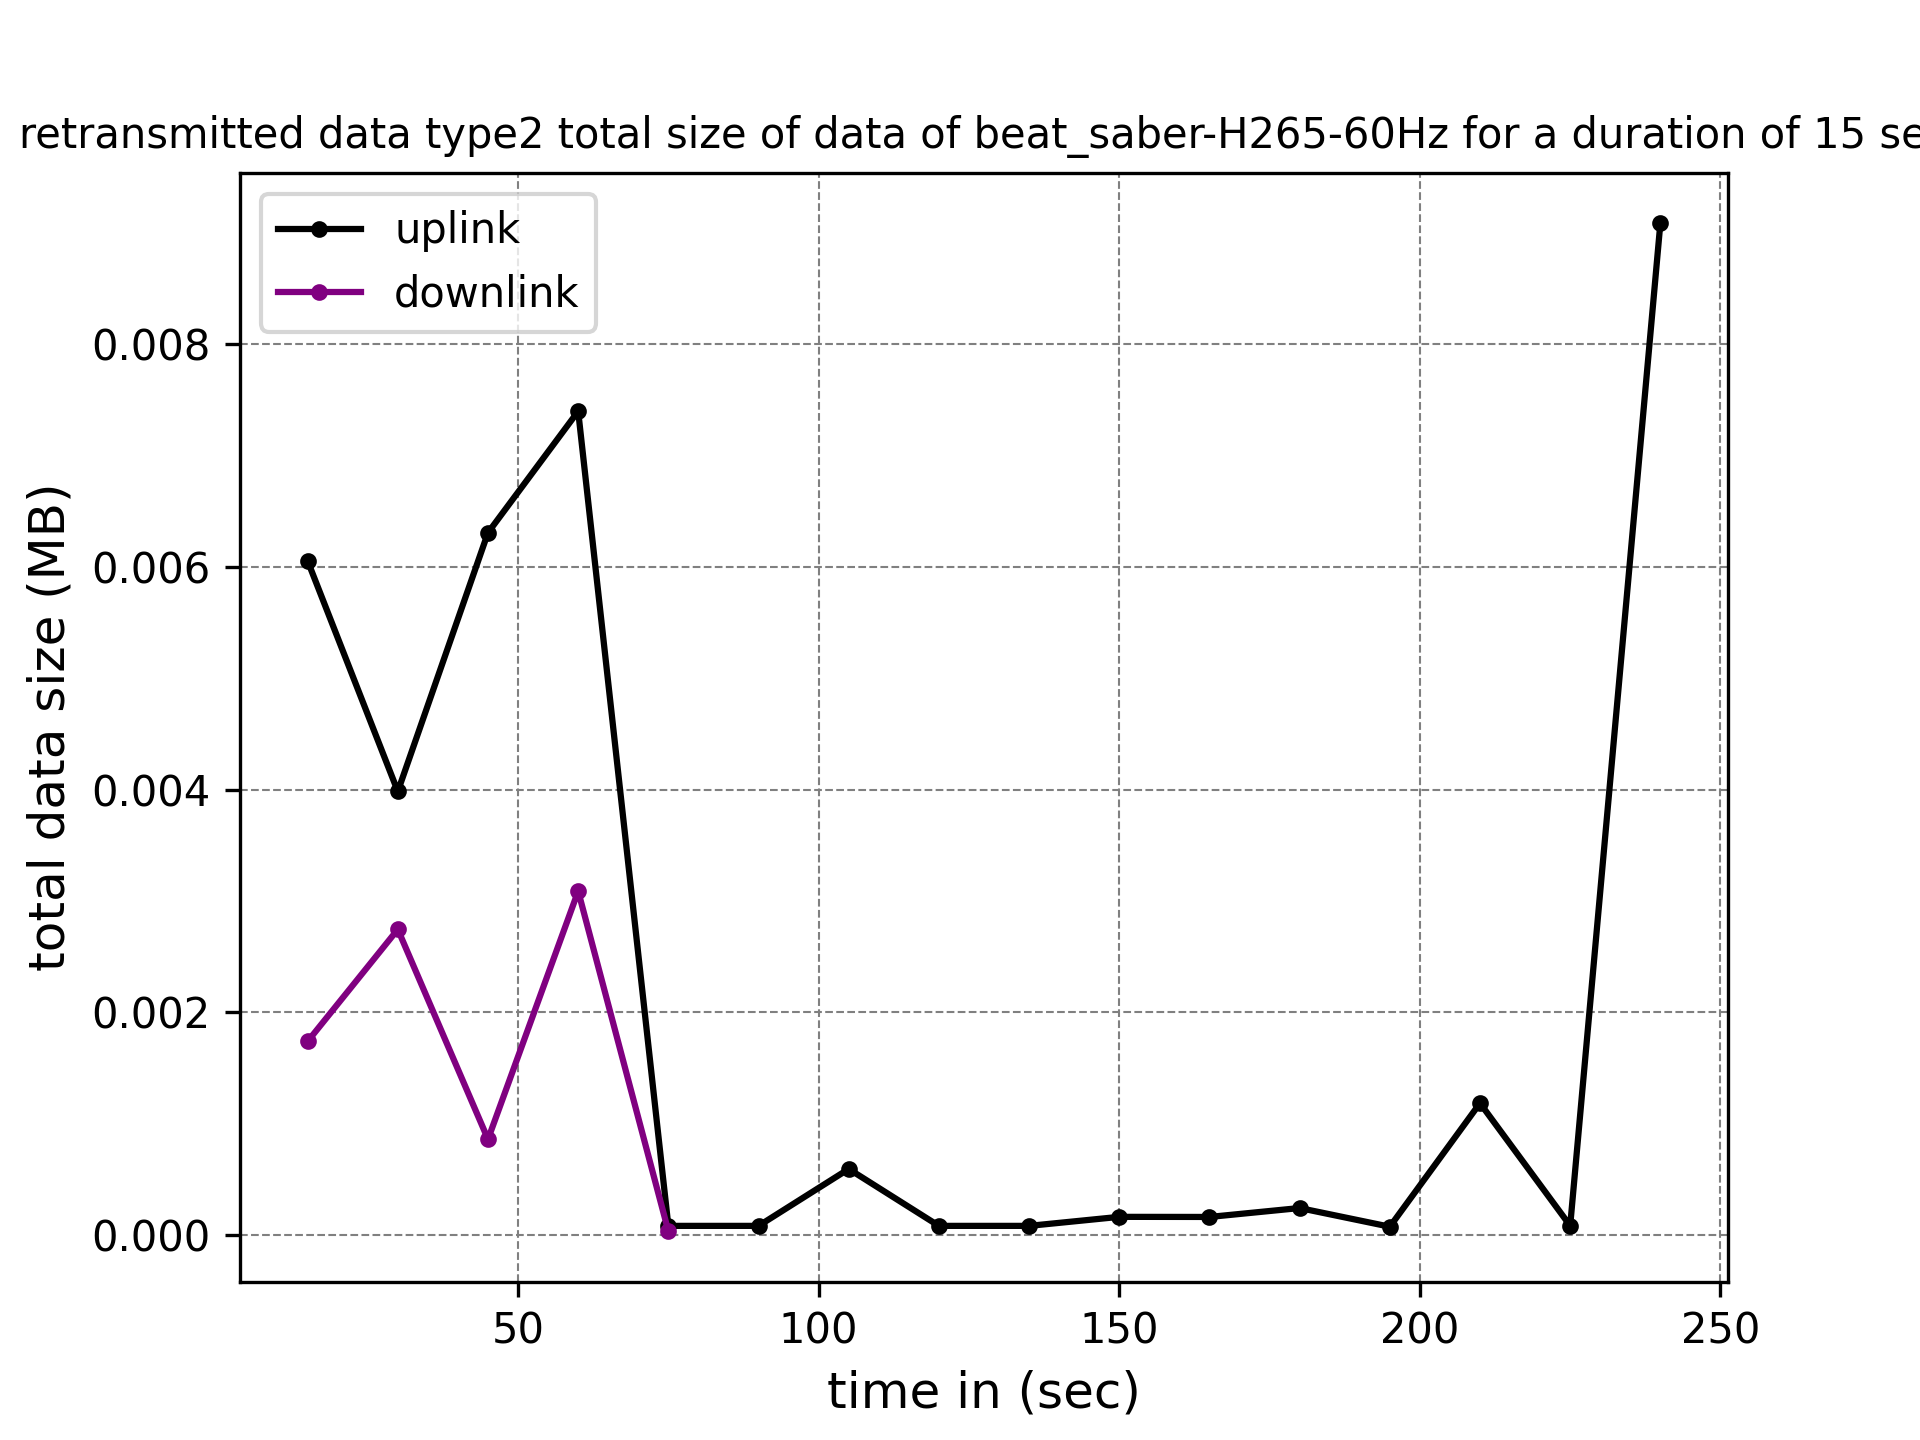 retransmitted data type2 total size of data of beat_saber-H265-60Hz for a duration of 15 se
uplink
downlink
total data size (MB)
0.008
0.006
0.004
0.002
0.000
50 100 150 200 250
time in (sec)